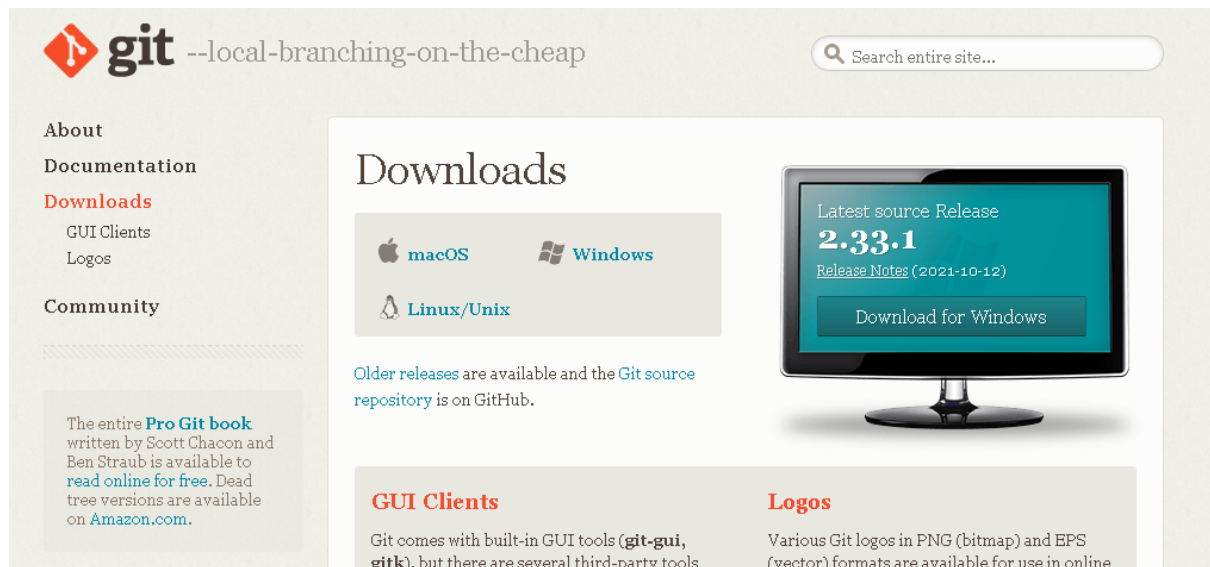 git --local-branching-on-the-cheap
Search entire site...
About
Documentation
Downloads
GUI Clients
Logos
Community
The entire Pro Git book
written by Scott Chacon and
Ben Straub is available to
read online for free. Dead
tree versions are available
on Amazon.com.
Downloads
macOS
Windows
Linux/Unix
Older releases are available and the Git source
repository is on GitHub.
Latest source Release
2.33.1
Release Notes (2021-10-12)
Download for Windows
GUI Clients
Git comes with built-in GUI tools (git-gui,
gitk), but there are several third-party tools
Logos
Various Git logos in PNG (bitmap) and EPS
(vector) formats are available for use in online